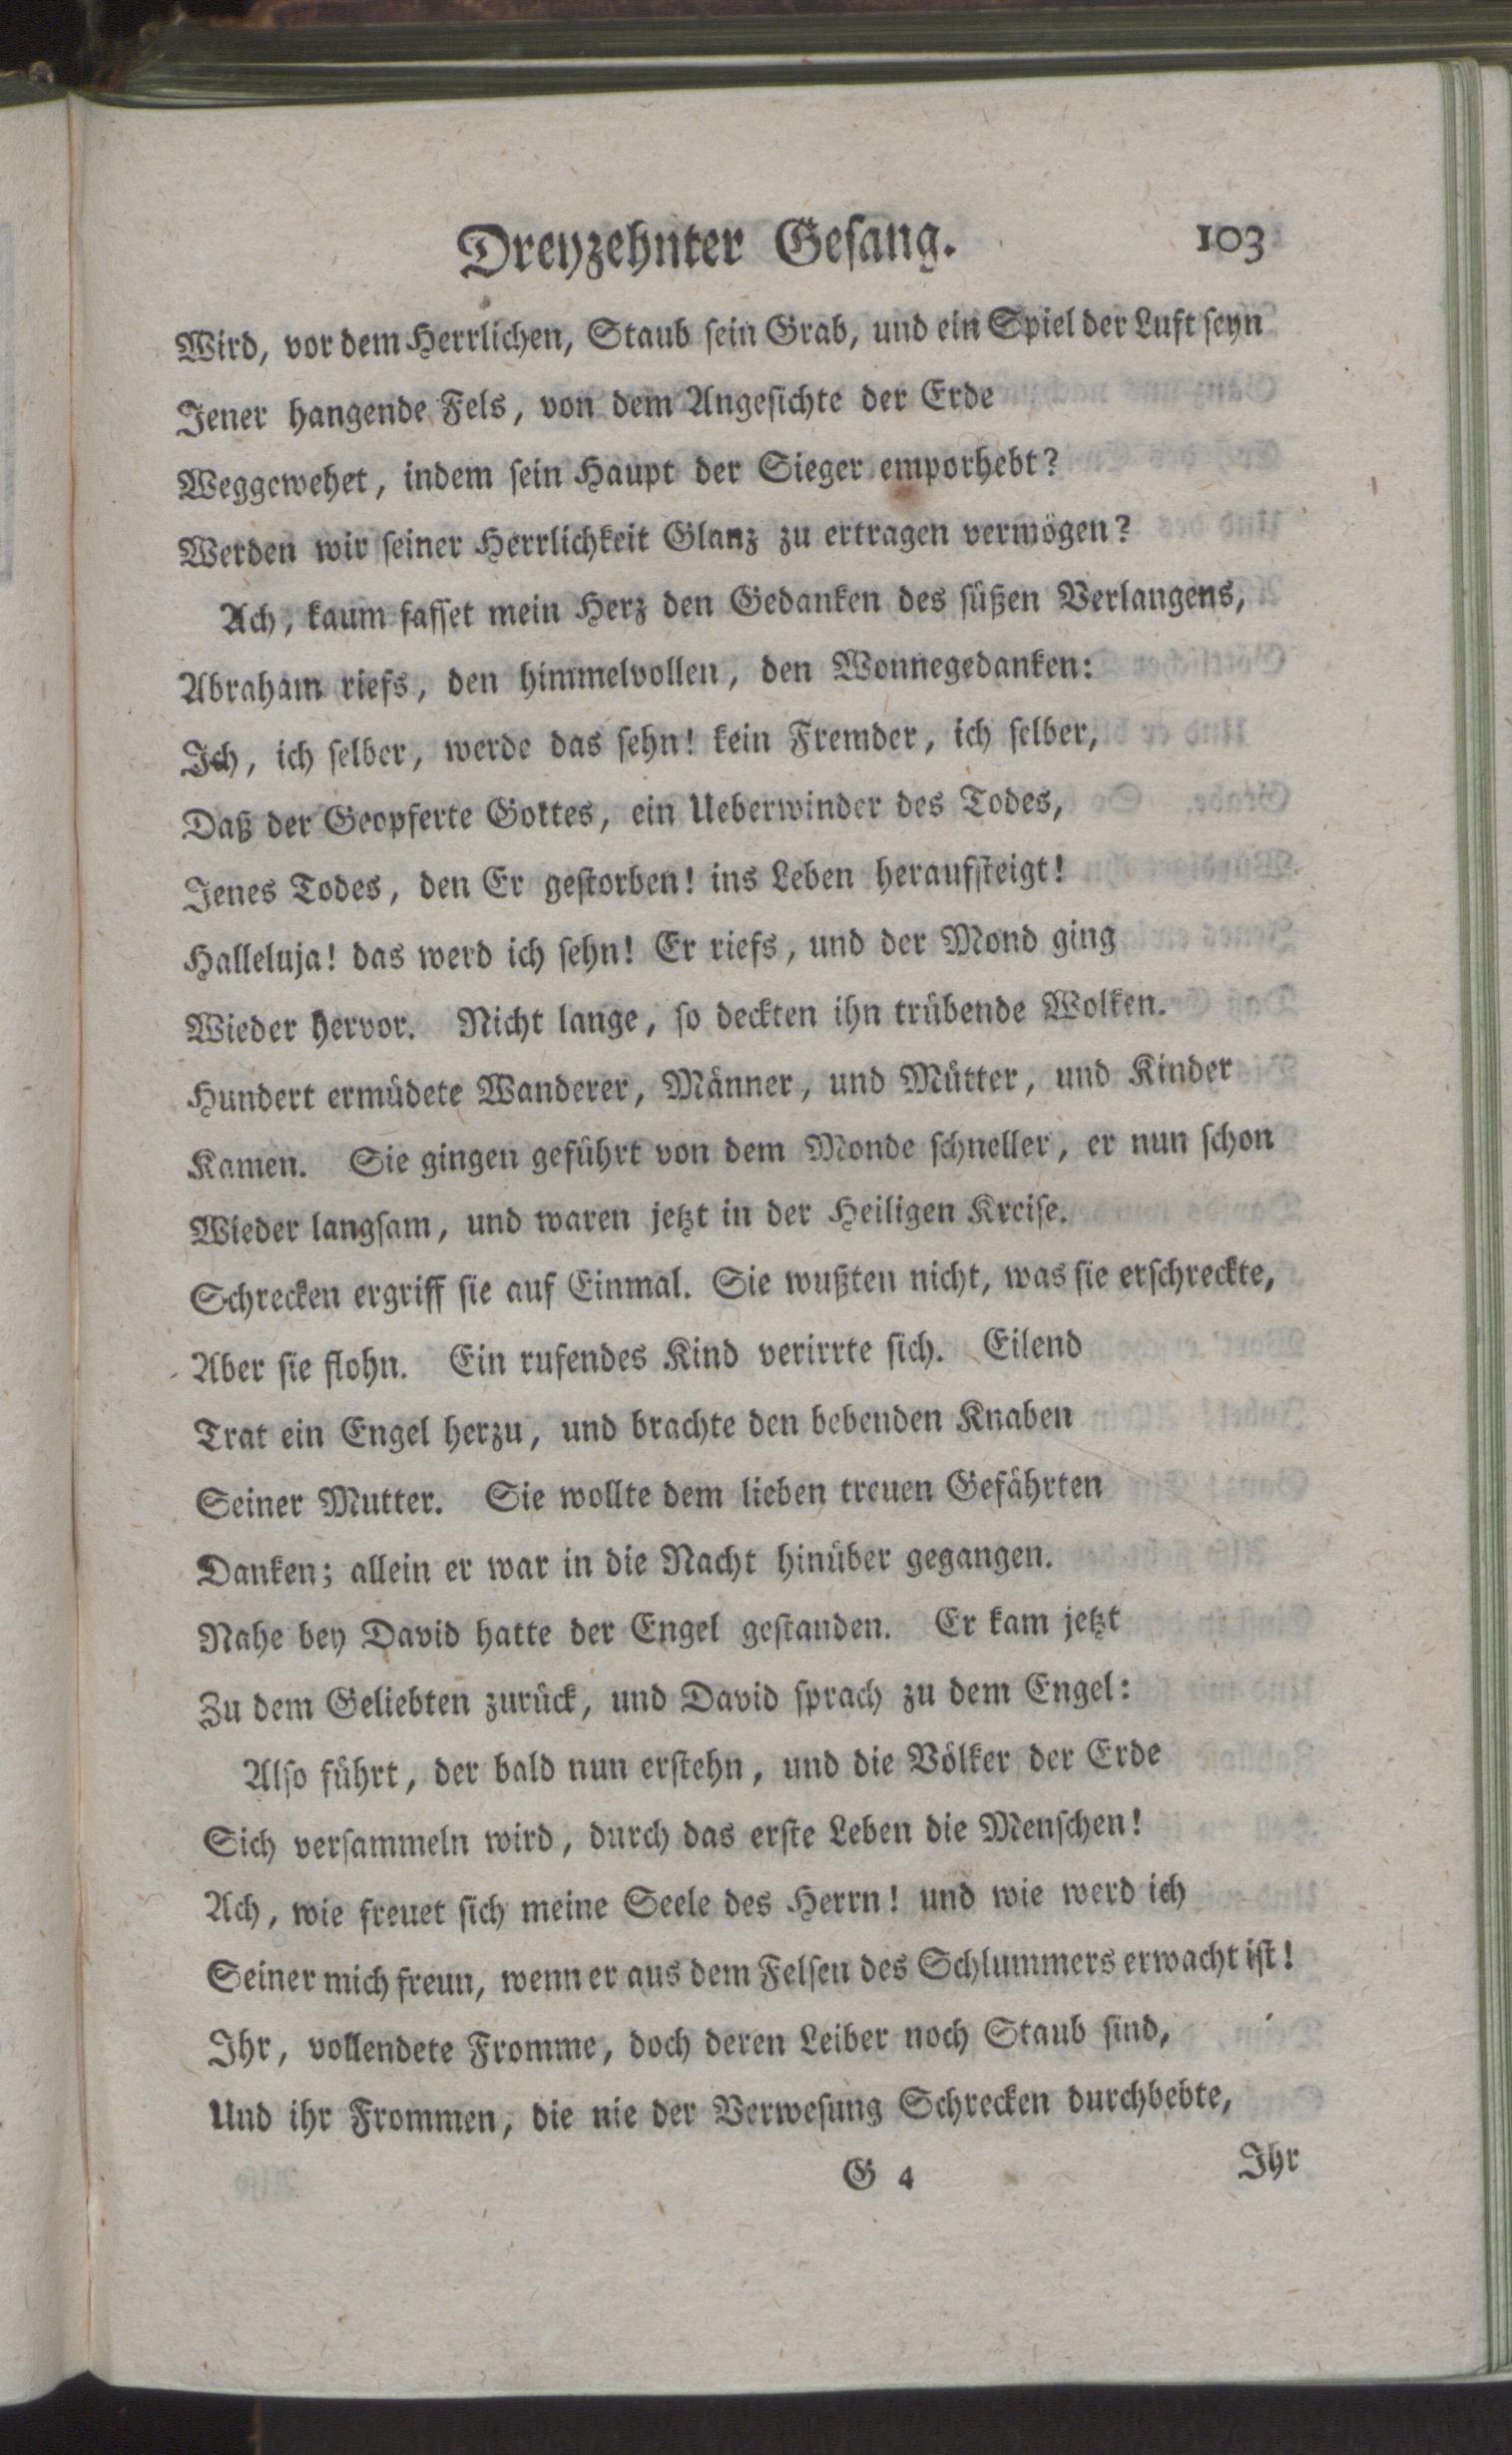 Dreyzehnter Gesang. 103
Wird, vor dem Herrlichen, Staub sein Grab, und ein Spiel der Luft seyn
Jener hangende Fels, von dem Angesichte der Erde
Weggewehet, indem sein Haupt der Sieger emporhebt?
Werden wir seiner Herrlichkeit Glanz zu ertragen vermögen?
Ach, kaum fasset mein Herz den Gedanken des süßen Verlangens,
Abraham riefs, den himmelvollen, den Wonnegedanken:
Ich, ich selber, werde das sehn! kein Fremder, ich selber,
Daß der Geopferte Gottes, ein Ueberwinder des Todes,
Jenes Todes, den Er gestorben! ins Leben heraufsteigt!
Halleluja! das werd ich sehn! Er riefs, und der Mond ging
Wieder hervor. Nicht lange, so deckten ihn trübende Wolken.
Hundert ermüdete Wanderer, Männer, und Mütter, und Kinder
Kamen. Sie gingen geführt von dem Monde schneller, er nun schon
Wieder langsam, und waren jetzt in der Heiligen Kreise.
Schrecken ergriff sie auf Einmal. Sie wußten nicht, was sie erschreckte,
Aber sie flohn. Ein rufendes Kind verirrte sich. Eilend
Trat ein Engel herzu, und brachte den bebenden Knaben
Seiner Mutter. Sie wollte dem lieben treuen Gefährten
Danken; allein er war in die Nacht hinüber gegangen.
Nahe bey David hatte der Engel gestanden. Er kam jetzt
Zu dem Geliebten zurück, und David sprach zu dem Engel:
Also führt, der bald nun erstehn, und die Völker der Erde
Sich versammeln wird, durch das erste Leben die Menschen!
Ach, wie freuet sich meine Seele des Herrn! und wie werd ich
Seiner mich freun, wenn er aus dem Felsen des Schlummers erwacht ist!
Ihr, vollendete Fromme, doch deren Leiber noch Staub sind,
Und ihr Frommen, die nie der Verwesung Schrecken durchbebte,
G 4 Ihr